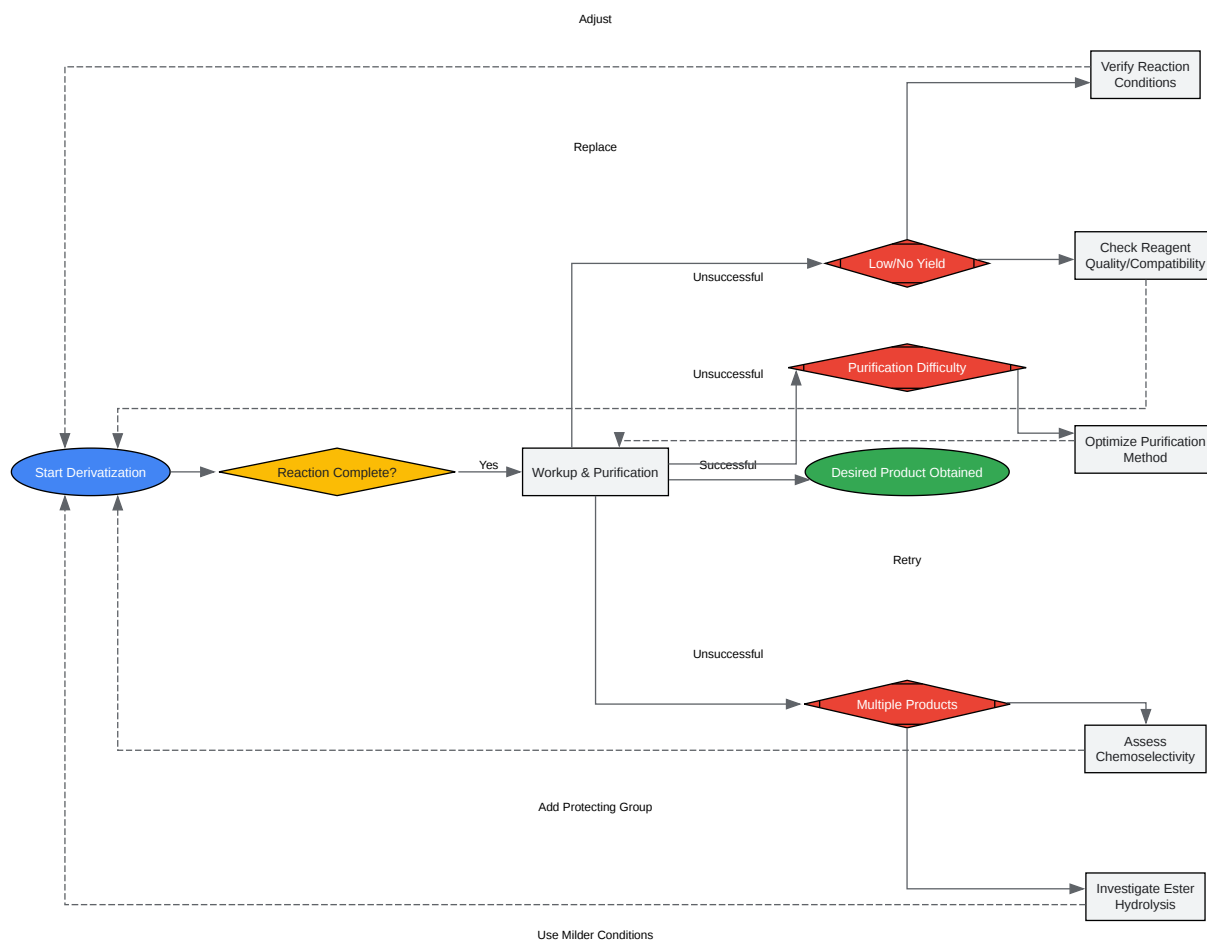 Adjust
Verify Reaction
Conditions
Replace
Low/No Yield
Check Reagent
Quality/Compatibility
Unsuccessful
Purification Difficulty
Unsuccessful
Start Derivatization
Reaction Complete?
Yes
Workup & Purification
Successful
Desired Product Obtained
Optimize Purification
Method
Retry
Unsuccessful
Multiple Products
Assess
Chemoselectivity
Add Protecting Group
Investigate Ester
Hydrolysis
Use Milder Conditions